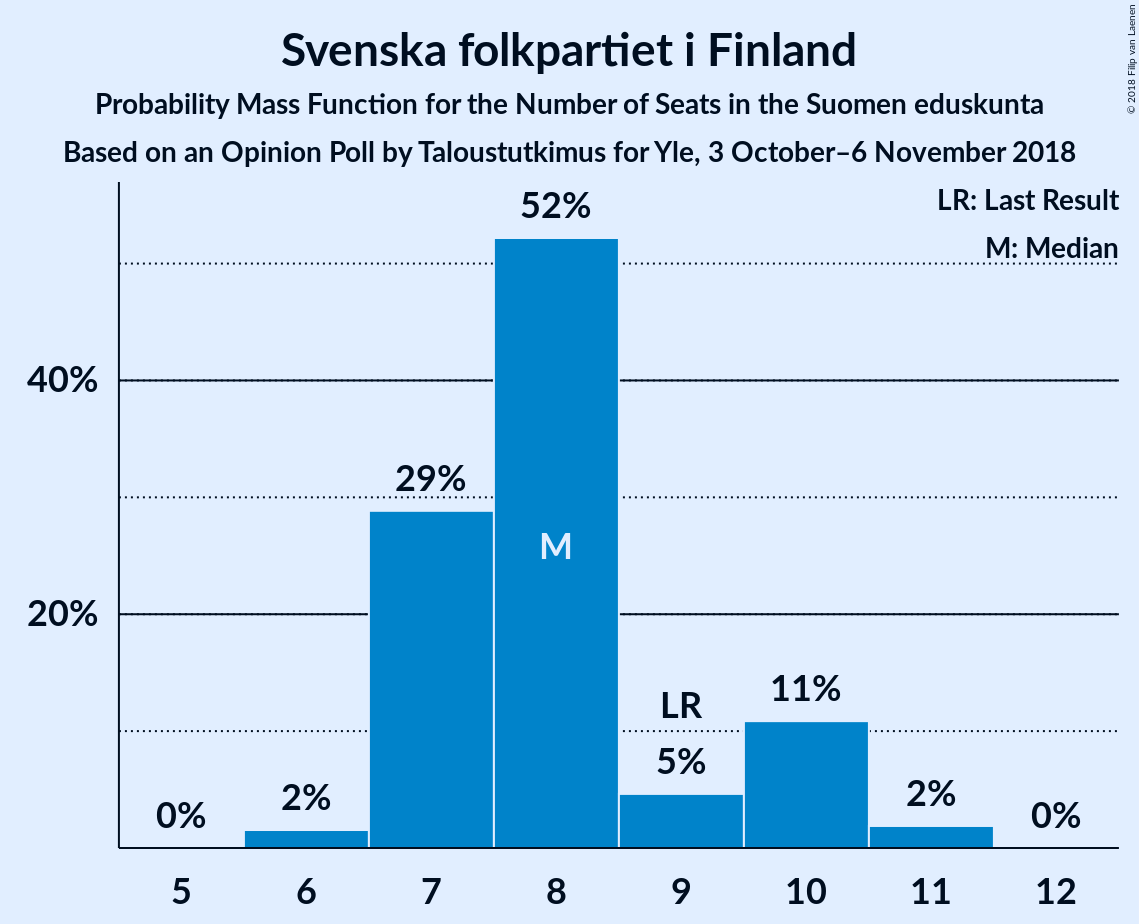 Svenska folkpartiet i Finland
Probability Mass Function for the Number of Seats in the Suomen eduskunta
Based on an Opinion Poll by Taloustutkimus for Yle, 3 October–6 November 2018
© 2018 Filip van Laenen
LR: Last Result
M: Median
52%
40%
29%
M
20%
LR
11%
5%
0%
2%
2%
0%
5 6 7 8 9 10 11 12